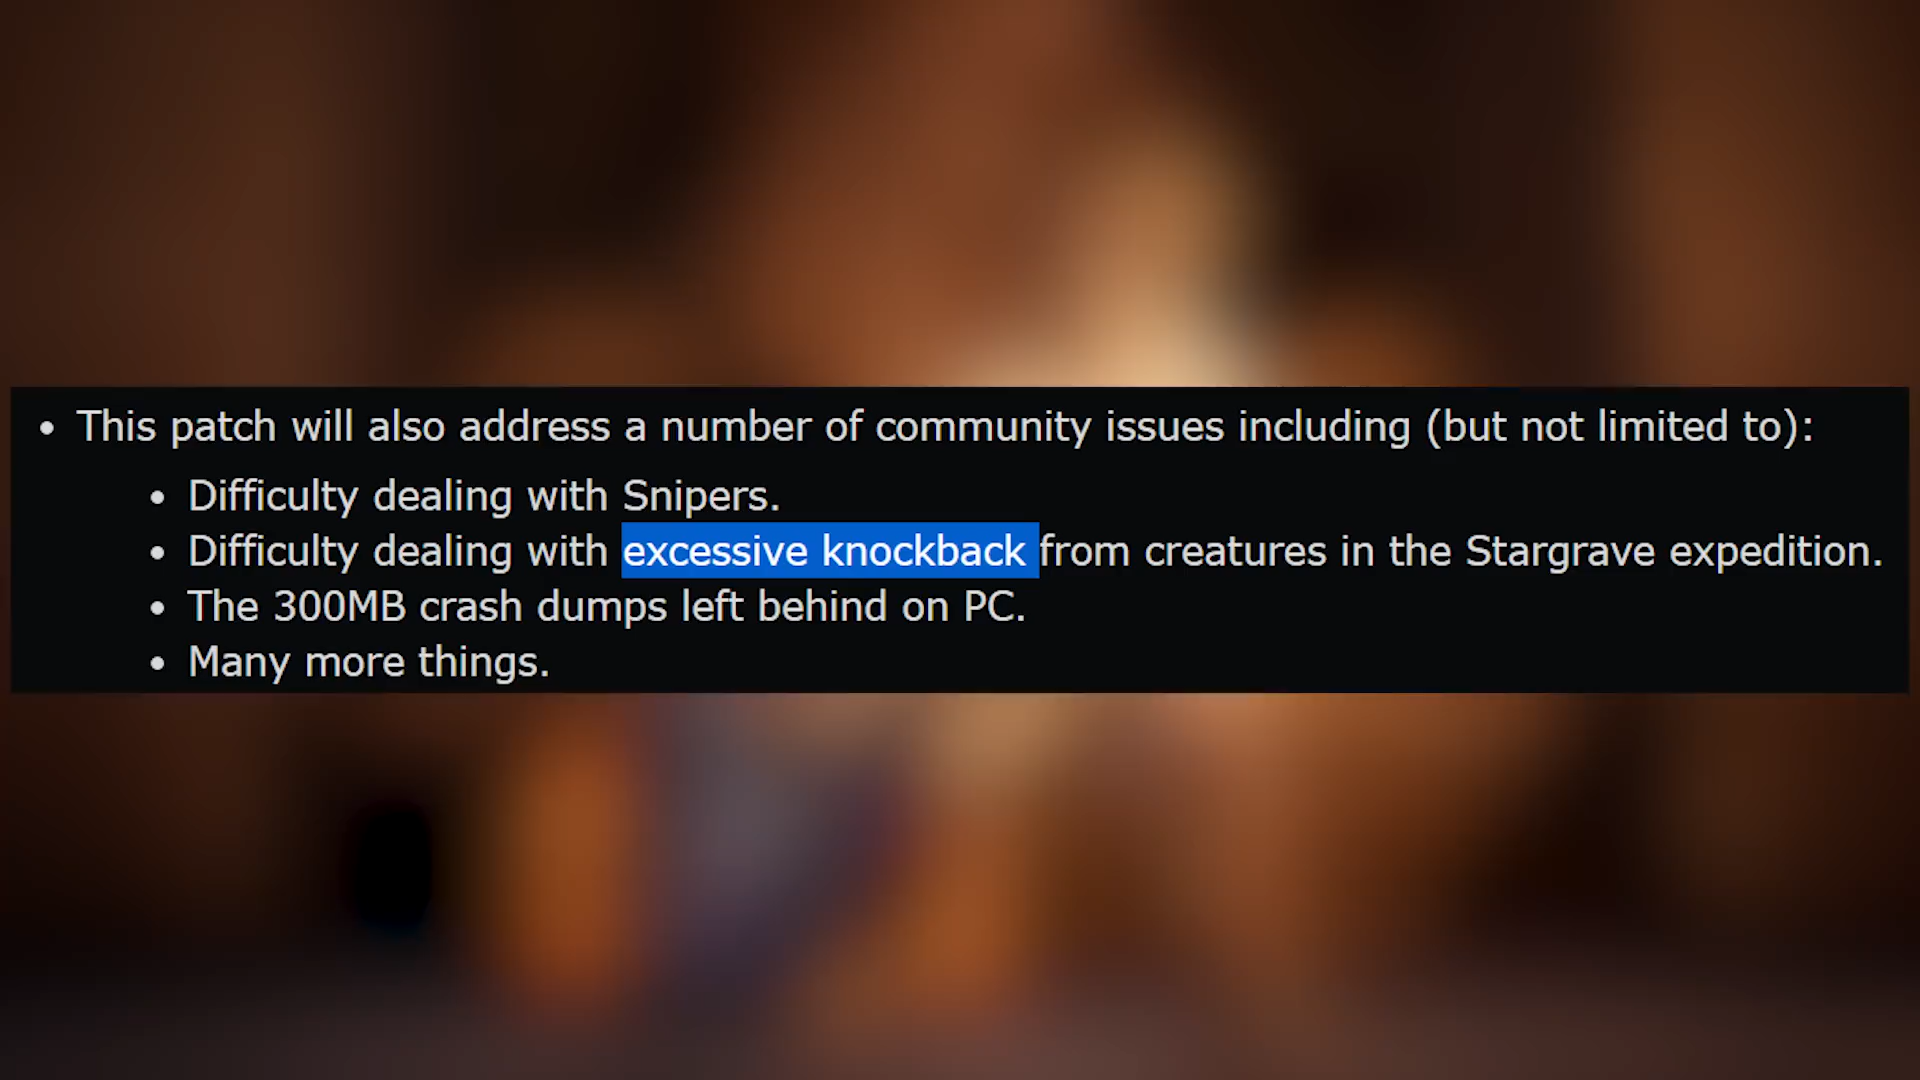 This patch will also address a number of community issues including (but not limited to):
Difficulty dealing with Snipers.
Difficulty dealing with excessive knockback from creatures in the Stargrave expedition.
The 300MB crash dumps left behind on PC.
Many more things.